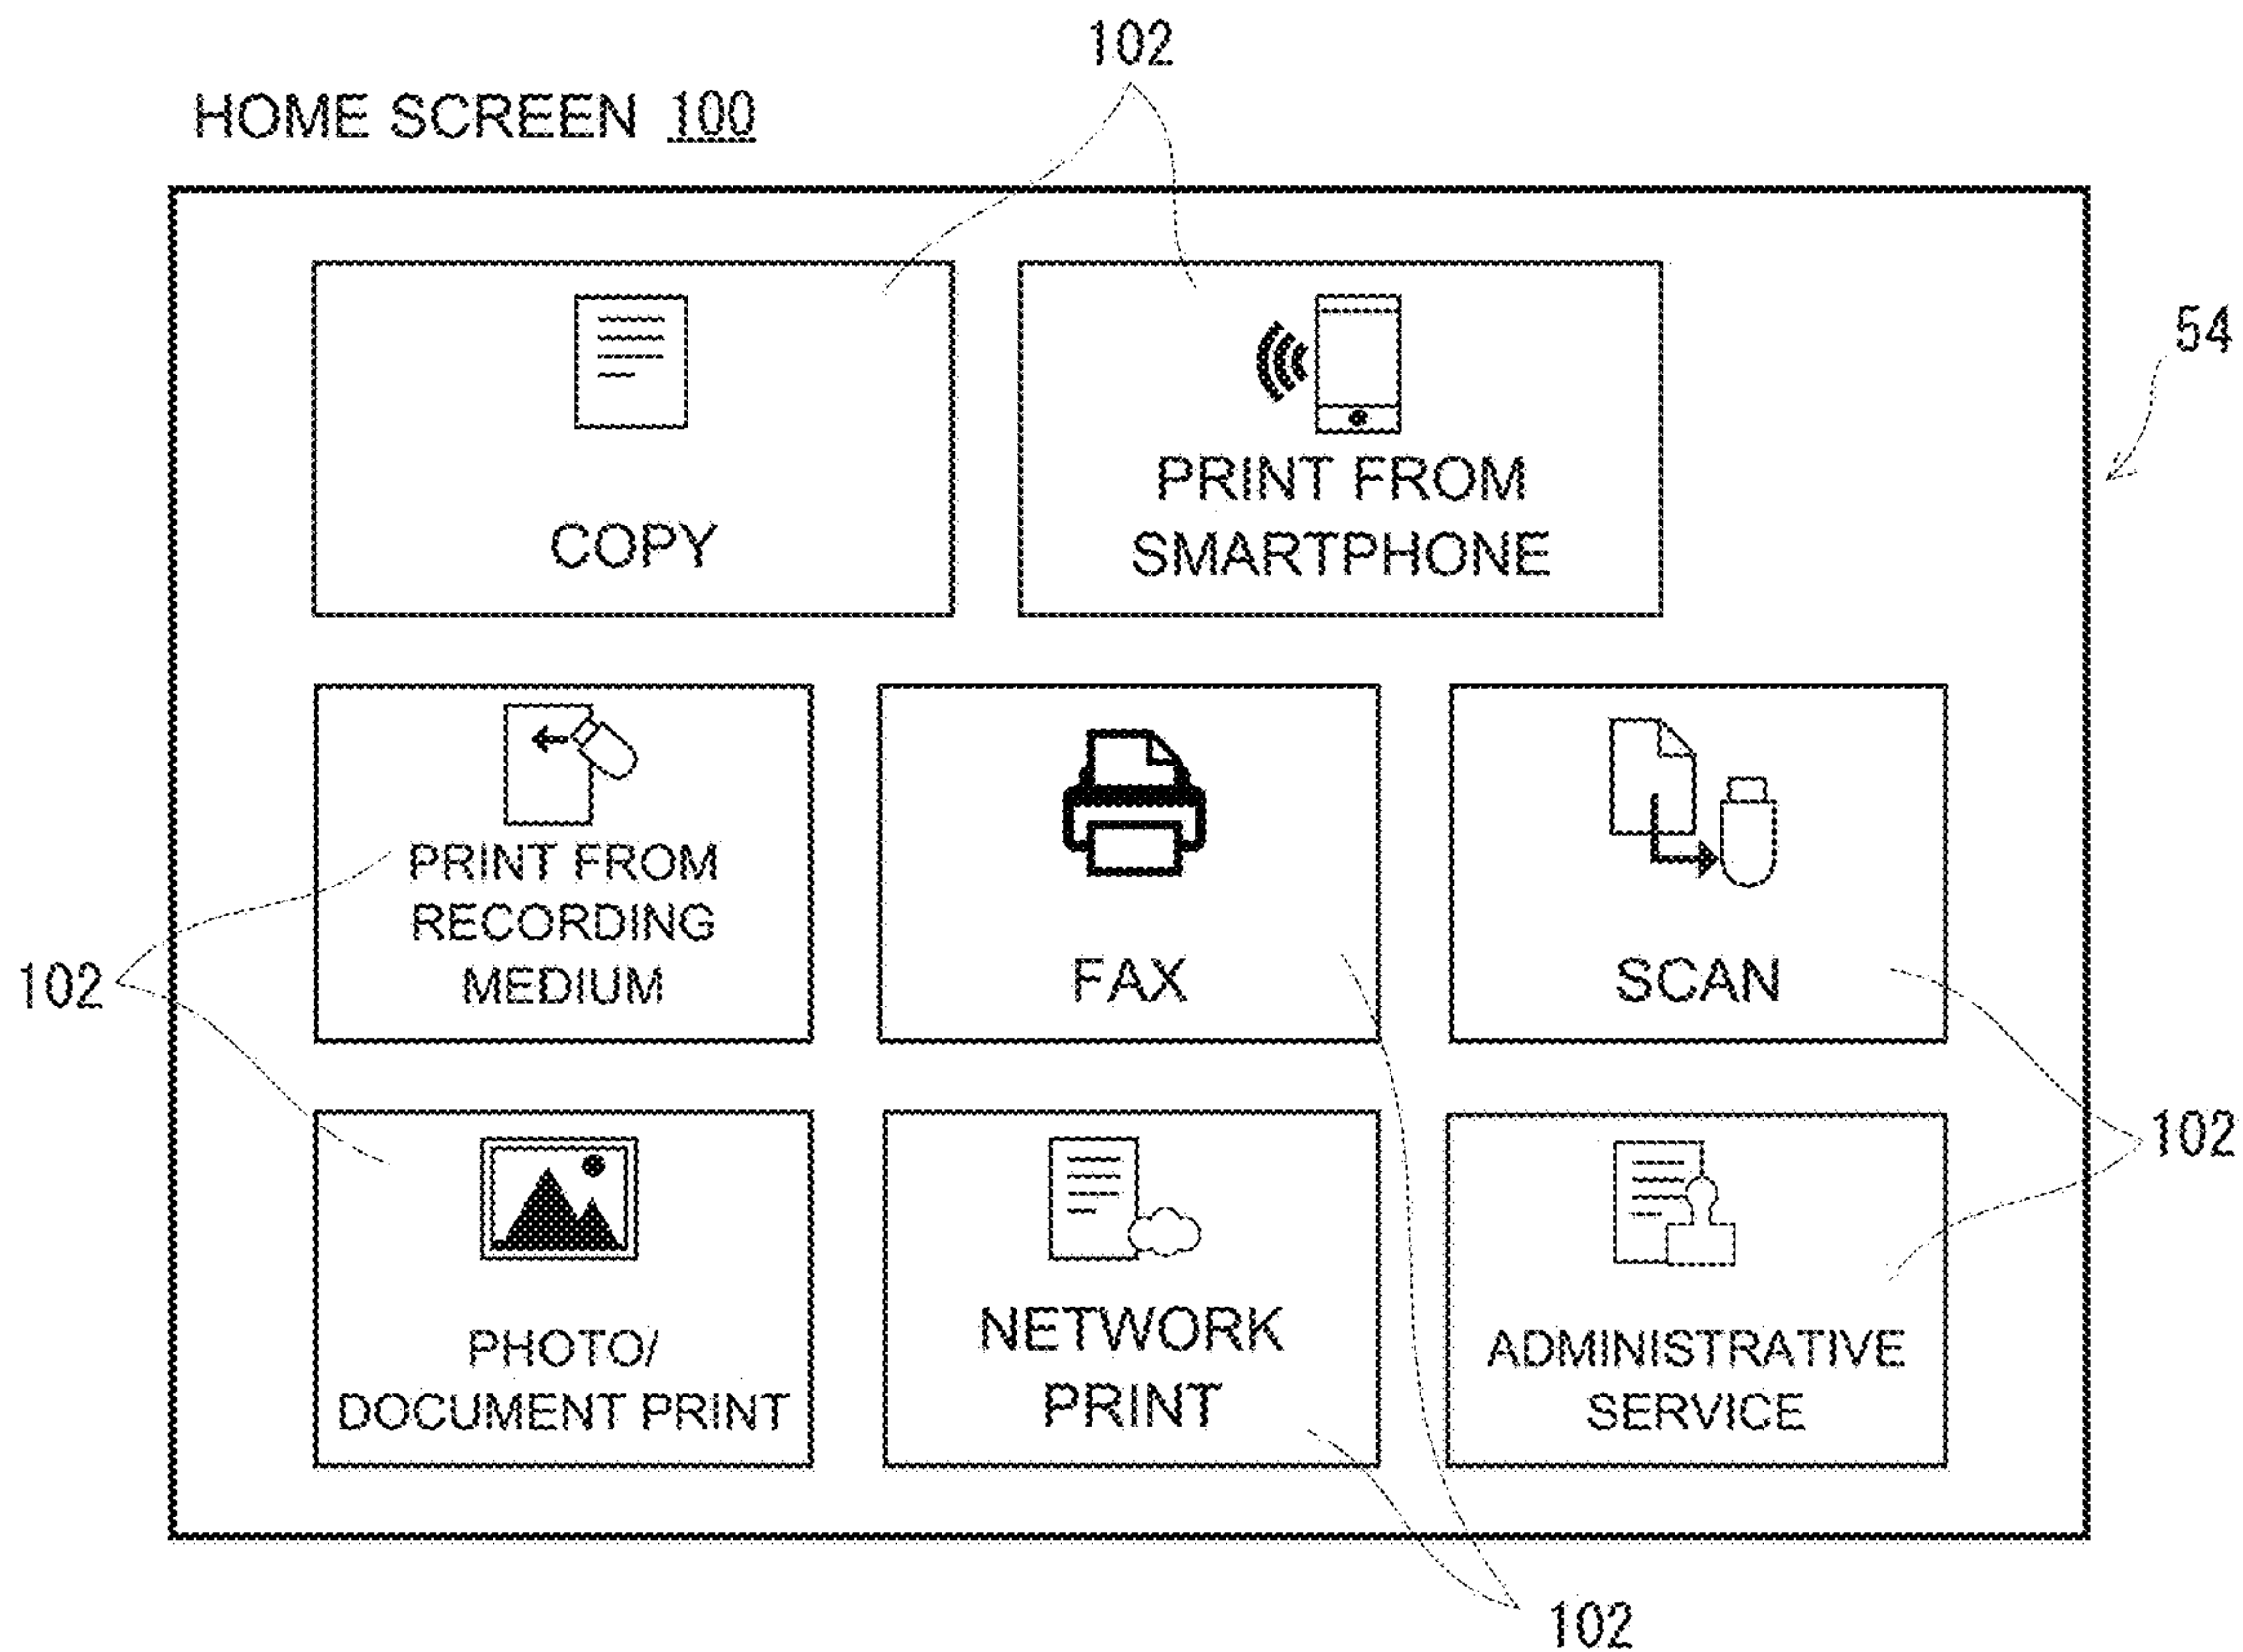 102
HOME SCREEN 100
54
COPY
PRINT FROM
SMARTPHONE
PRINT FROM
RECORDING
MEDIUM
FAX
SCAN
102
102
PHOTO/
DOCUMENT PRINT
NETWORK
PRINT
ADMINISTRATIVE
SERVICE
102